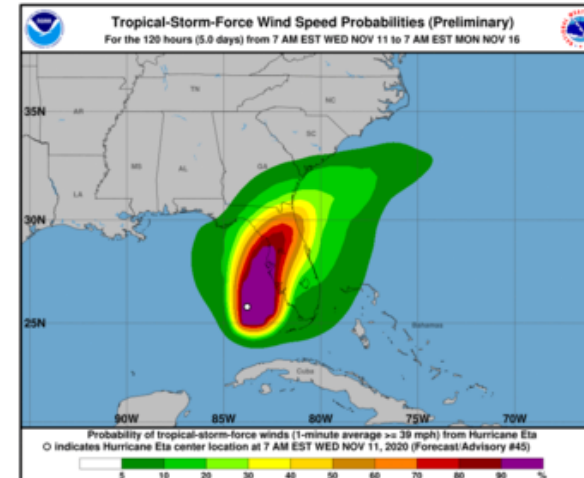 Tropical-Storm-Force Wind Speed Probabilities (Preliminary)
For the 120 hours (5.0 days) from 7 AM EST WED NOV 11 to 7 AM EST MON NOV 16
35N
TN
NC
AR
SC
MS
AL
GA
LA
30N
25N
Bahamas
Cuba
90W 85W 80W 75W 70W
Probability of tropical-storm-force winds (1-minute average >= 39 mph) from Hurricane Eta
indicates Hurricane Eta center location at 7 AM EST WED NOV 11, 2020 (Forecast/Advisory #45)
5 10 20 30 40 50 60 70 80 90 %